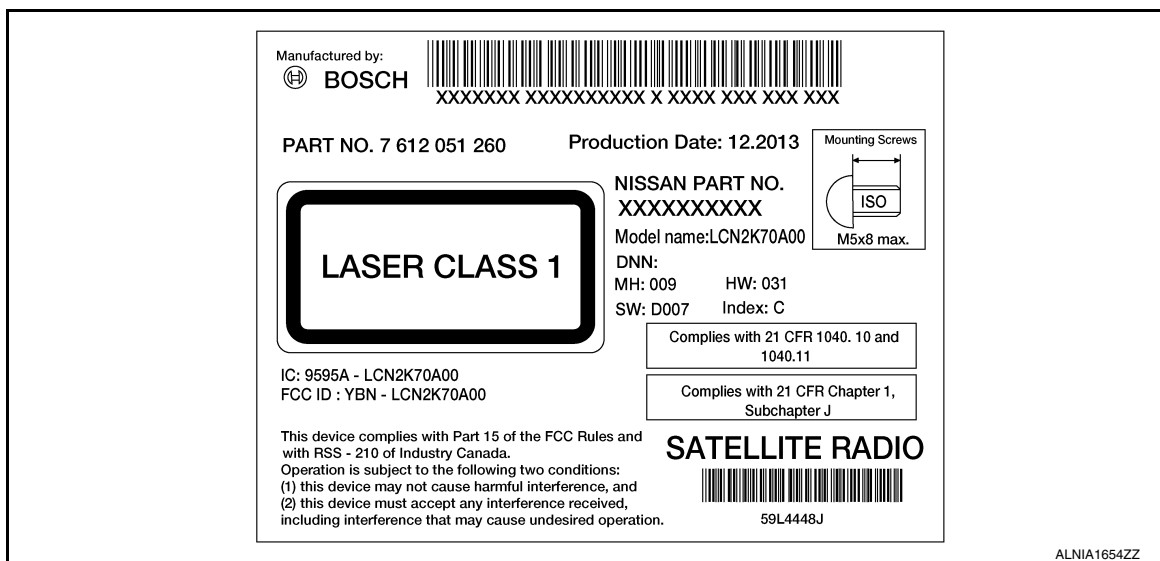 Manufactured by:
BOSCH
XXXXXXX XXXXXXXXXX X XXXX XXX XXX XXX
PART NO. 7 612 051 260
Production Date: 12.2013
Mounting Screws
ISO
M5x8 max.
NISSAN PART NO.
XXXXXXXXXX
Model name:LCN2K70A00
DNN:
MH: 009 HW: 031
SW: D007 Index: C
LASER CLASS 1
Complies with 21 CFR 1040. 10 and
1040.11
Complies with 21 CFR Chapter 1,
Subchapter J
IC: 9595A - LCN2K70A00
FCC ID : YBN - LCN2K70A00
This device complies with Part 15 of the FCC Rules and
with RSS - 210 of Industry Canada.
Operation is subject to the following two conditions:
(1) this device may not cause harmful interference, and
(2) this device must accept any interference received,
including interference that may cause undesired operation.
SATELLITE RADIO
59L4448J
ALNIA1654ZZ